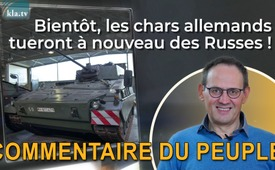 kla.tv
Bientôt, les chars allemands
tueront à nouveau des Russes !
COMMENTAIRE DU PEUPLE